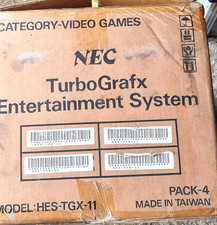 CATEGORY-VIDEO GAMES
NEC
TurboGrafx
Entertainment System
PACK-4
MODEL:HES-TGX-11
MADE IN TAIWAN